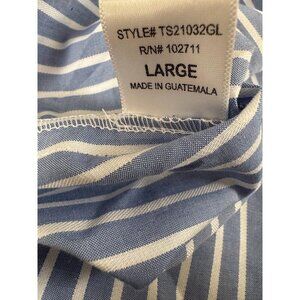 STYLE# TS21032GL
R/N# 102711
LARGE
MADE IN GUATEMALA